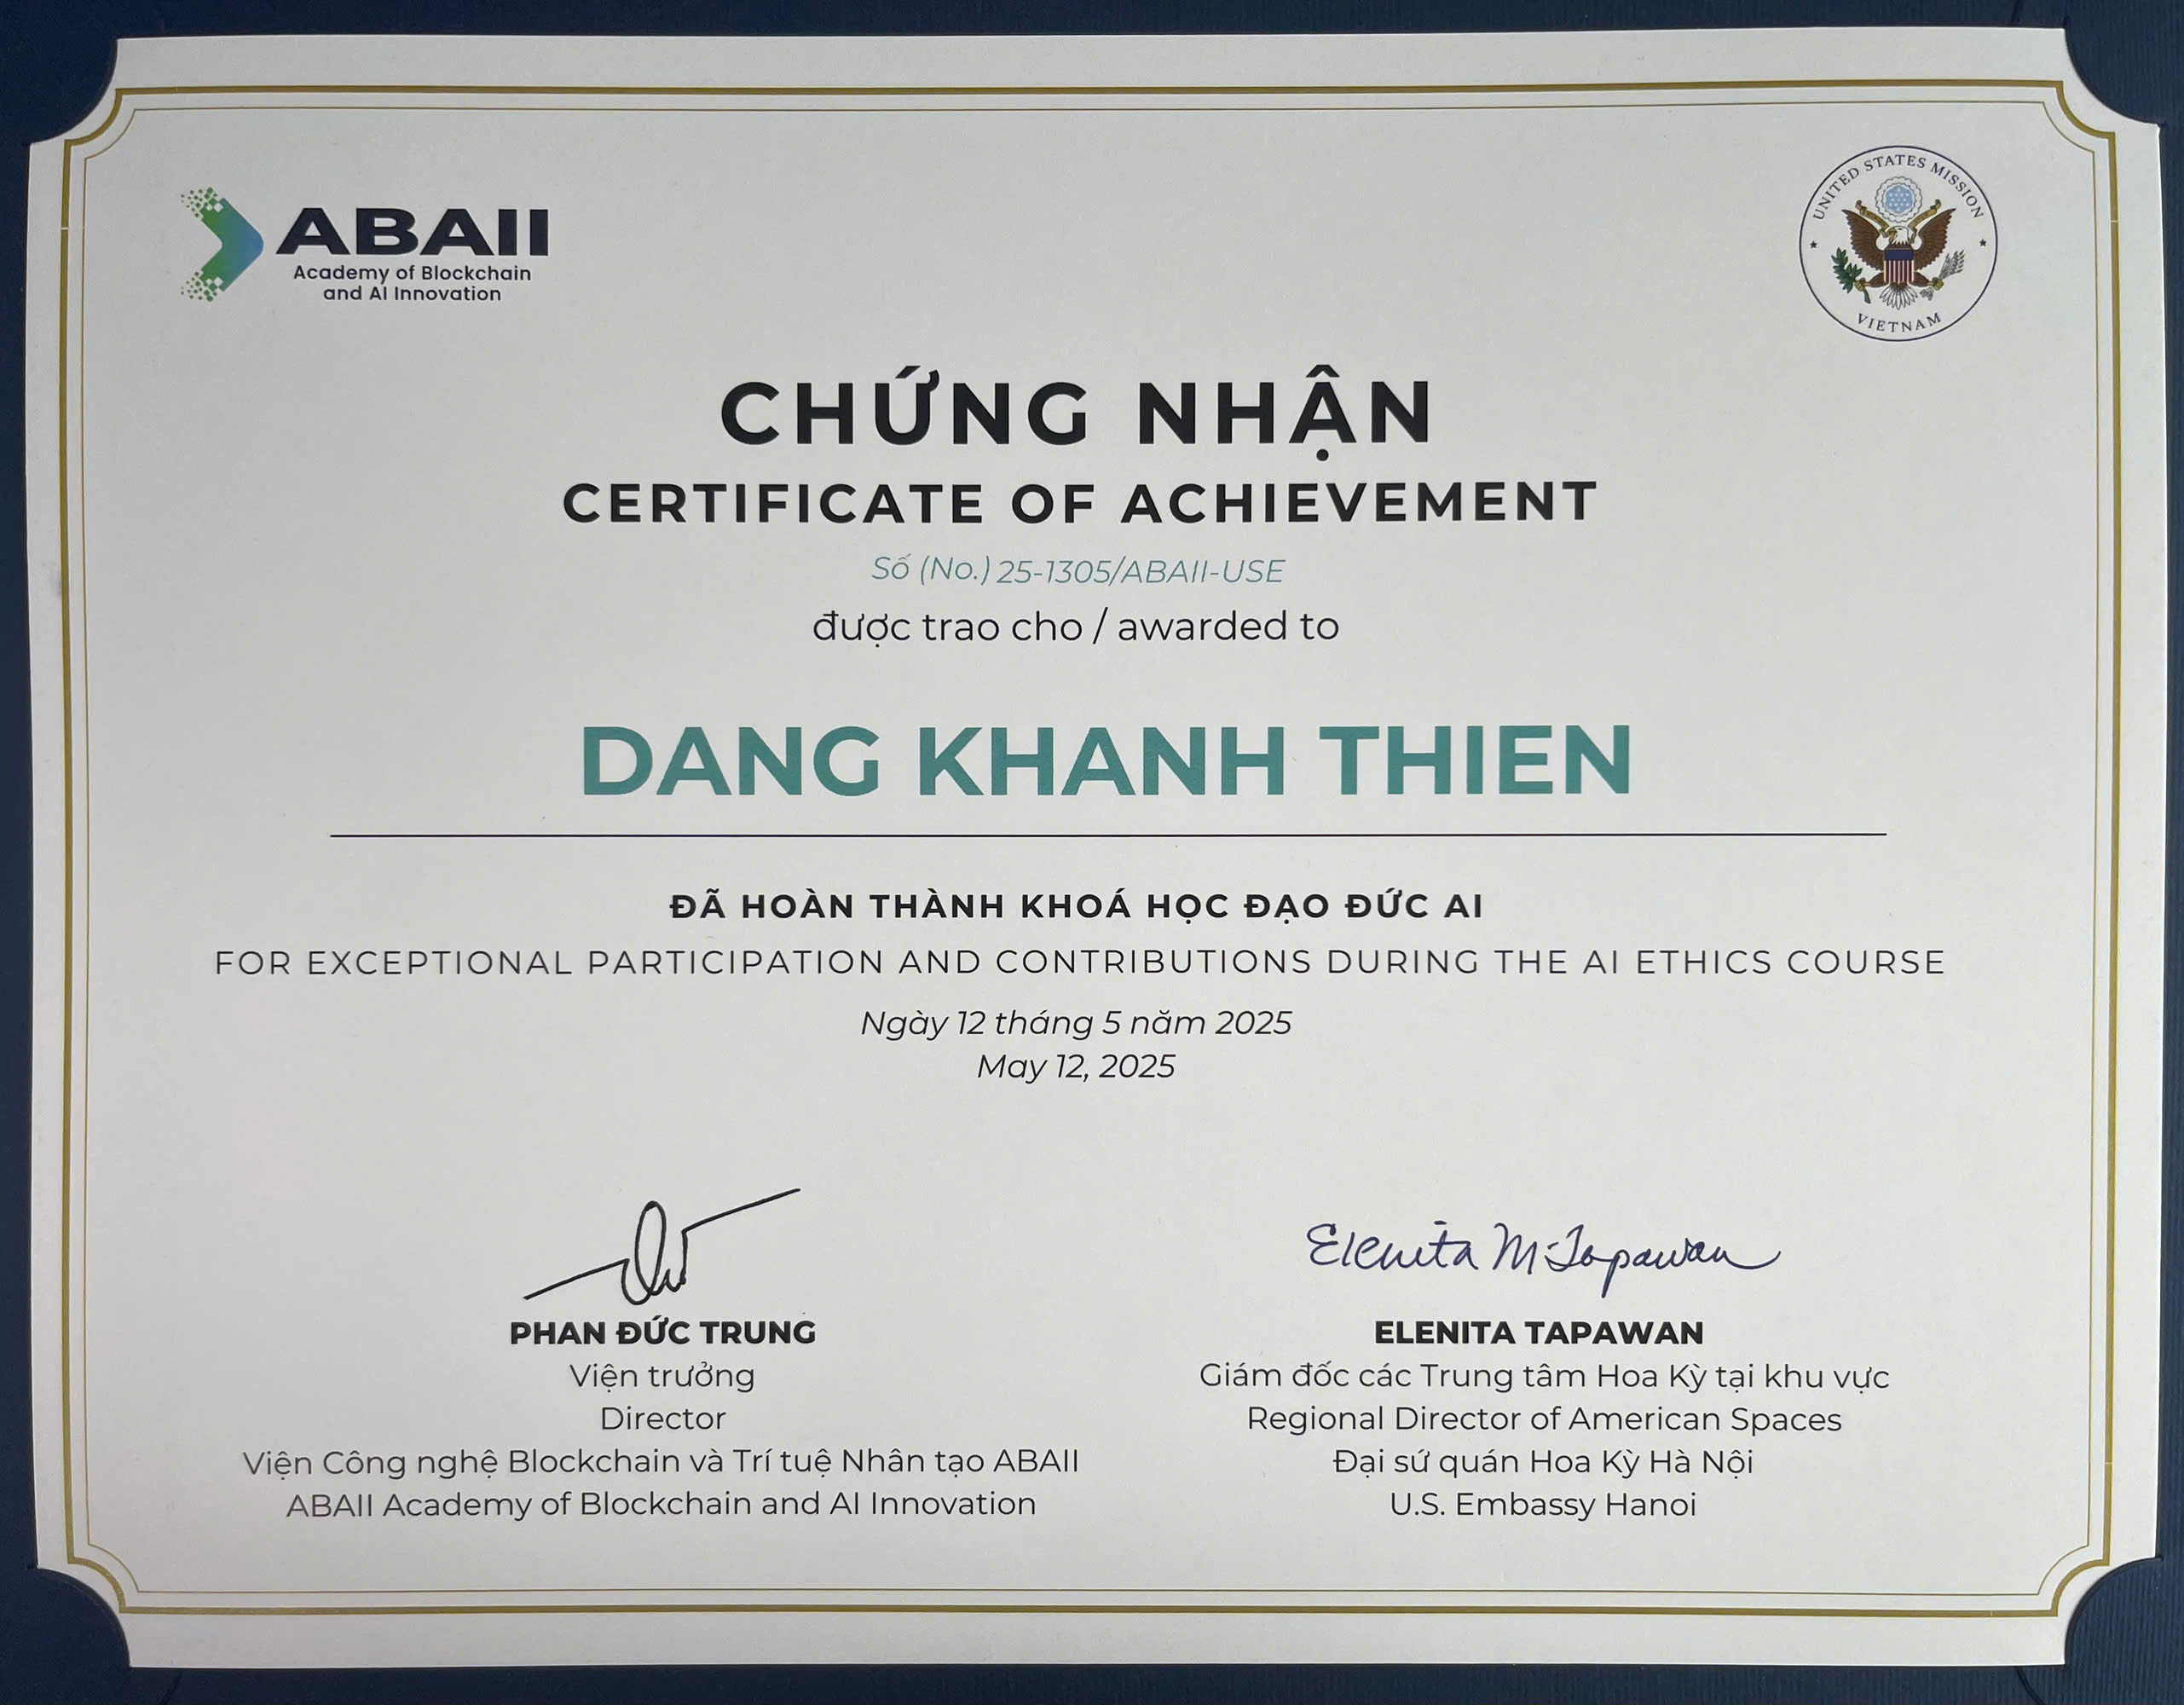 ABAII
Academy of Blockchain
and AI Innovation
UNITED STATES MISSION
VIETNAM
CHỨNG NHẬN
CERTIFICATE OF ACHIEVEMENT
Số (No.) 25-1305/ABAII-USE
được trao cho / awarded to
DANG KHANH THIEN
ĐÃ HOÀN THÀNH KHOÁ HỌC ĐẠO ĐỨC AI
FOR EXCEPTIONAL PARTICIPATION AND CONTRIBUTIONS DURING THE AI ETHICS COURSE
Ngày 12 tháng 5 năm 2025
May 12, 2025
PHAN ĐỨC TRUNG
Viện trưởng
Director
Viện Công nghệ Blockchain và Trí tuệ Nhân tạo ABAII
ABAII Academy of Blockchain and AI Innovation
Elenita M. Tapawan
ELENITA TAPAWAN
Giám đốc các Trung tâm Hoa Kỳ tại khu vực
Regional Director of American Spaces
Đại sứ quán Hoa Kỳ Hà Nội
U.S. Embassy Hanoi